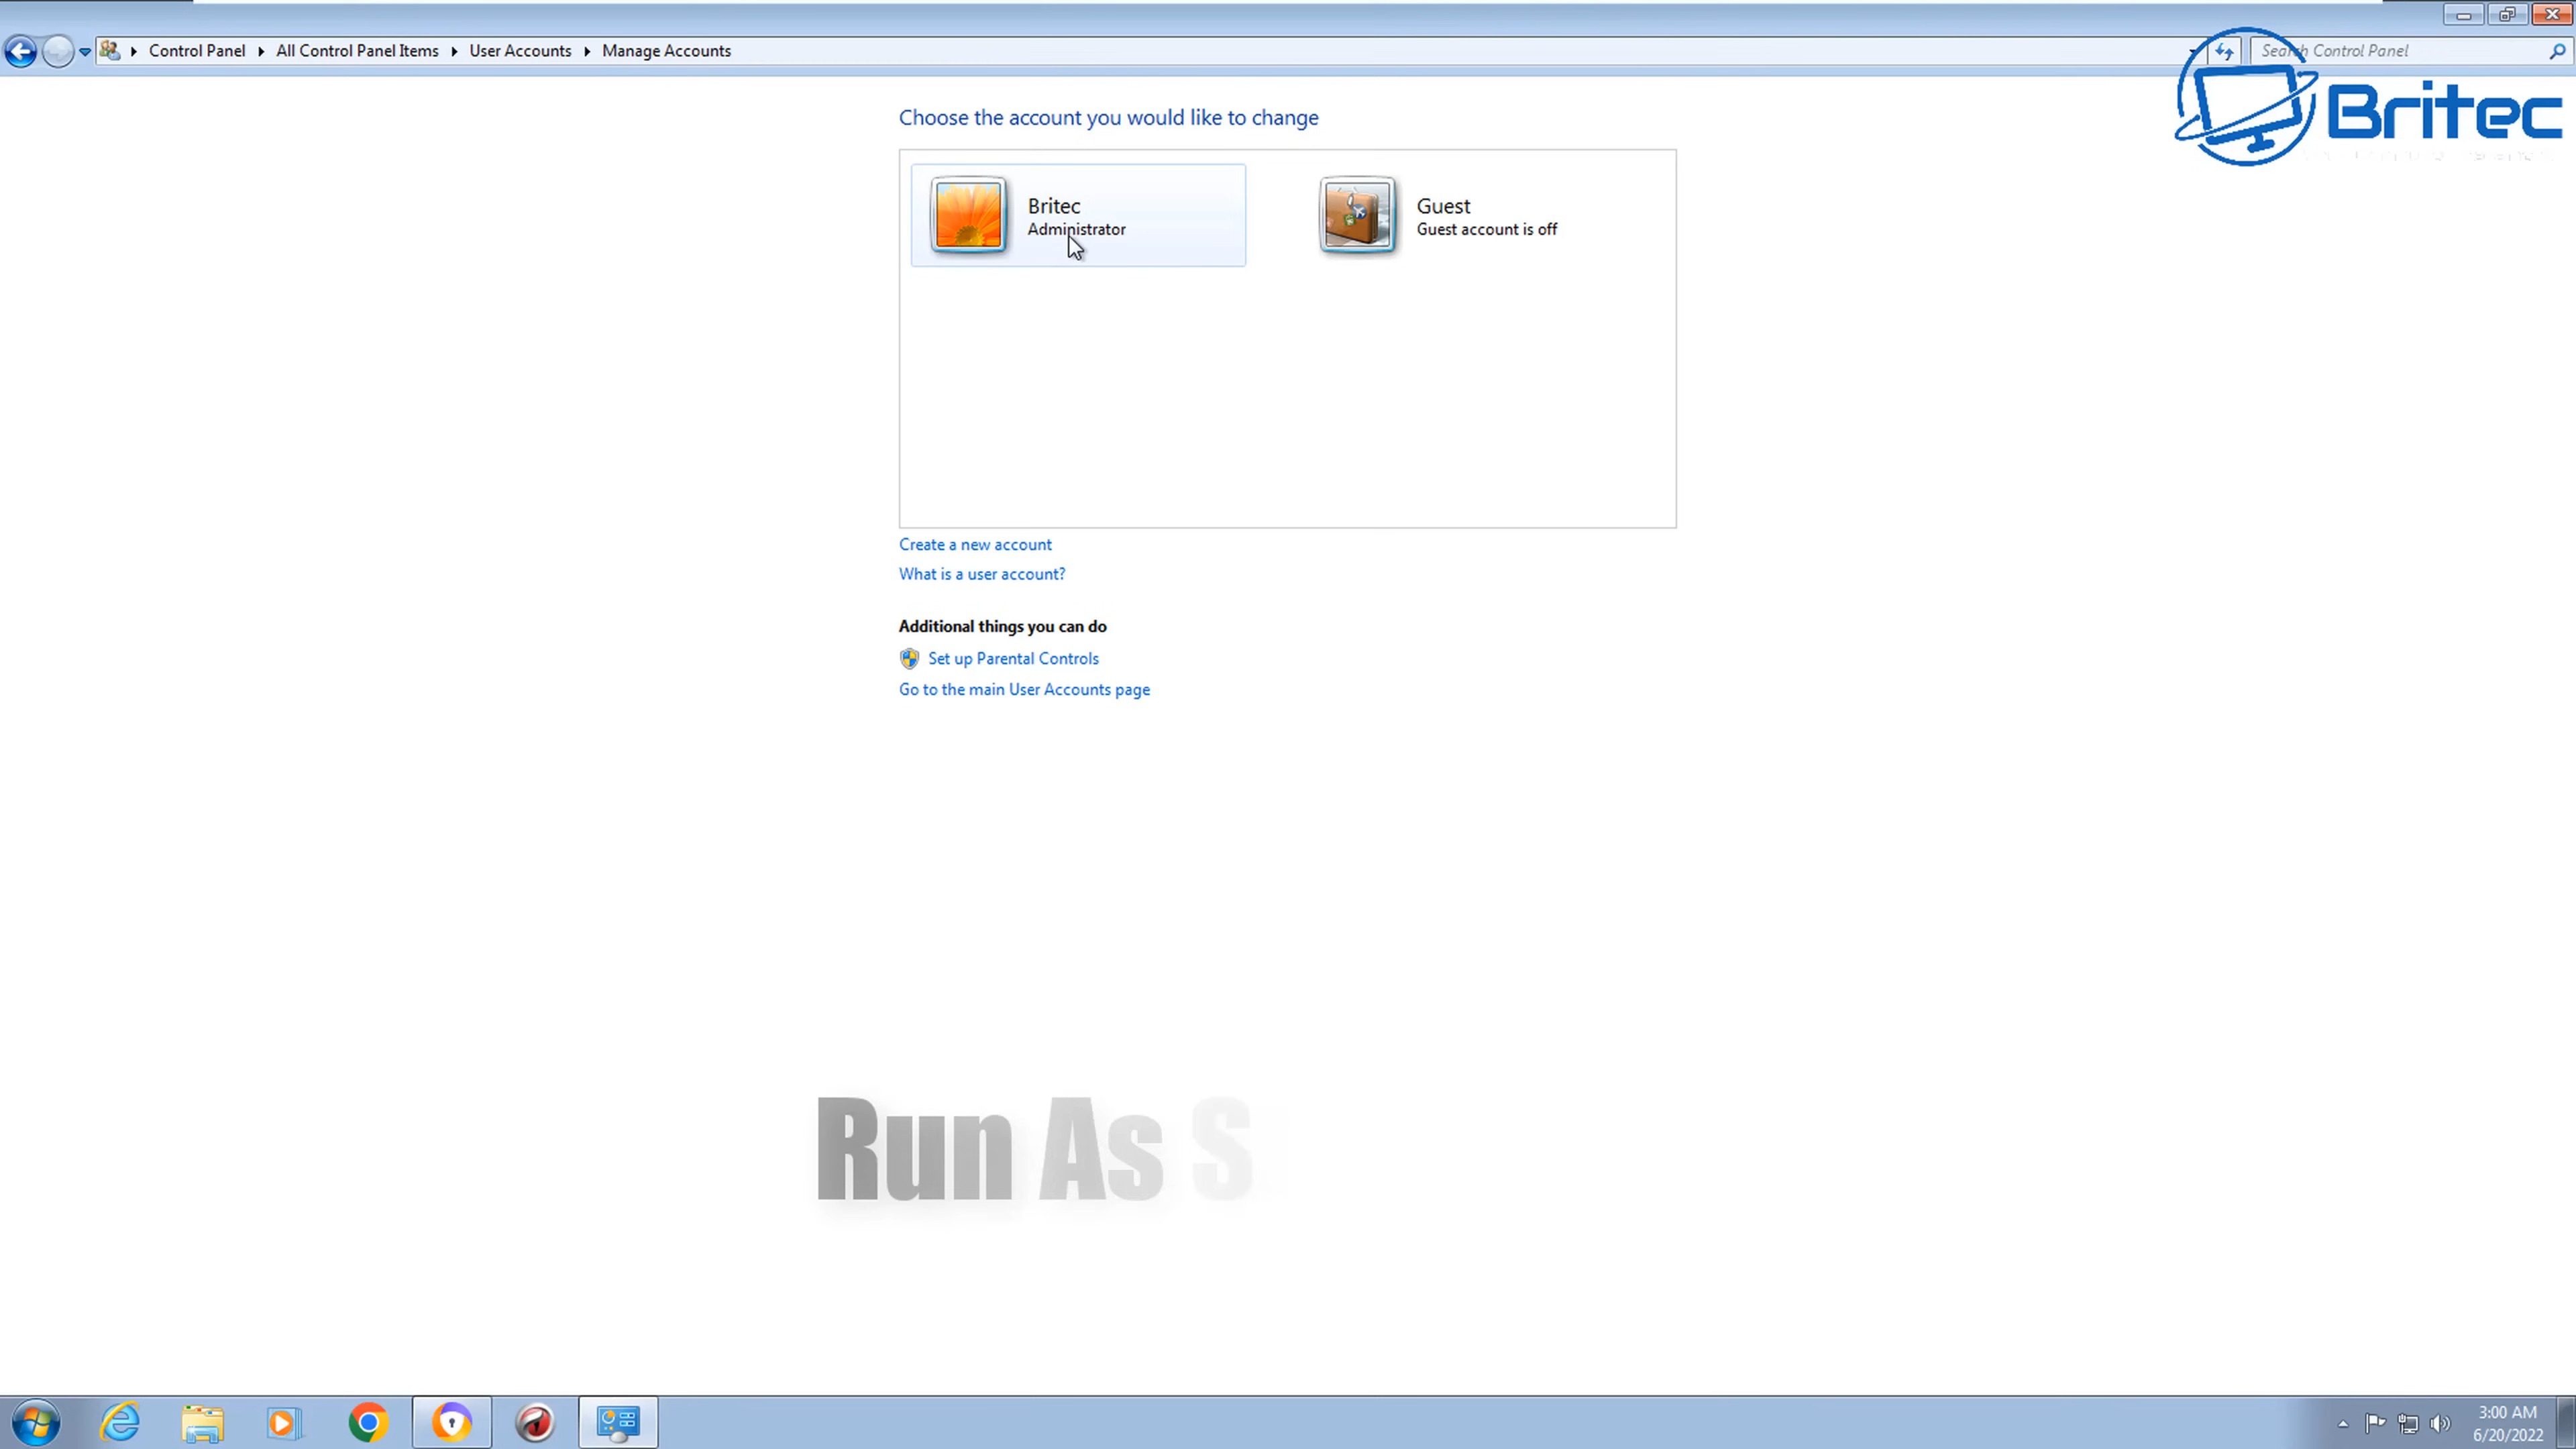 Control Panel All Control Panel Items User Accounts Manage Accounts
Search Control Panel
Britec
Choose the account you would like to change
Britec
Administrator
Guest
Guest account is off
Create a new account
What is a user account?
Additional things you can do
Set up Parental Controls
Go to the main User Accounts page
Run As S
3:00 AM
6/20/2022